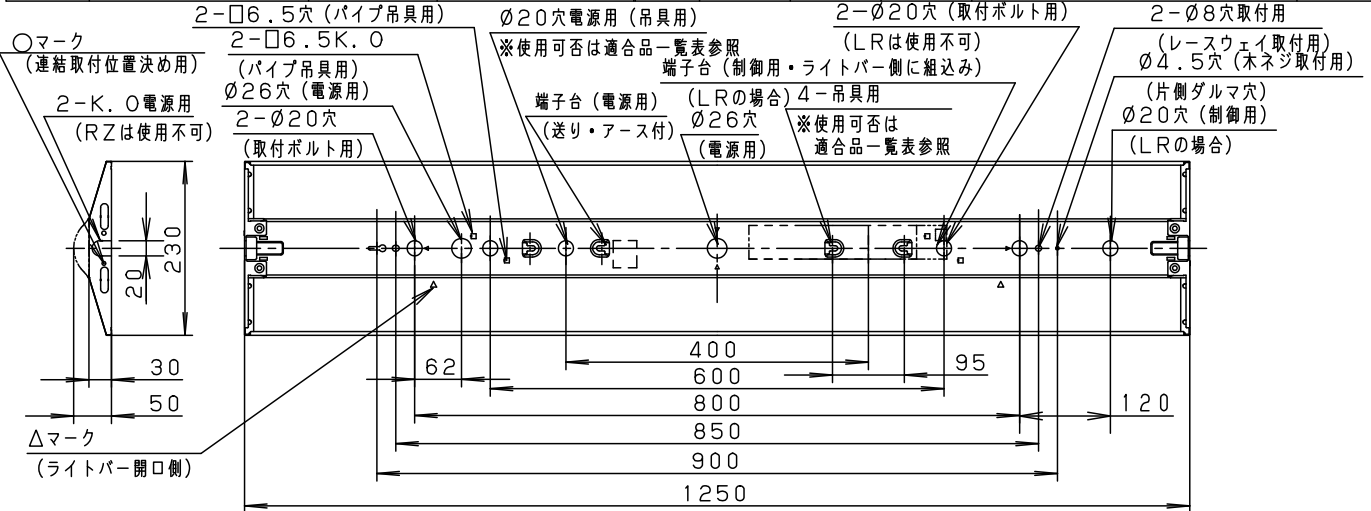 ○マーク
(連結取付位置決め用)
2-K.O電源用
(RZは使用不可)
2-□6.5穴(パイプ吊具用)
2-□6.5K.O
(パイプ吊具用)
Ø26穴(電源用)
2-Ø20穴
(取付ボルト用)
Ø20穴電源用(吊具用)
※使用可否は適合品一覧表参照
端子台(電源用)
(送り・アース付)
2-Ø20穴(取付ボルト用)
(LRは使用不可)
端子台(制御用・ライトバー側に組込み)
(LRの場合)
Ø26穴
(電源用)
4-吊具用
※使用可否は
適合品一覧表参照
2-Ø8穴取付用
(レースウェイ取付用)
Ø4.5穴(木ネジ取付用)
(片側ダルマ穴)
Ø20穴(制御用)
(LRの場合)
20
230
30
50
62
400
95
600
800
120
850
900
1250
△マーク
(ライトバー開口側)